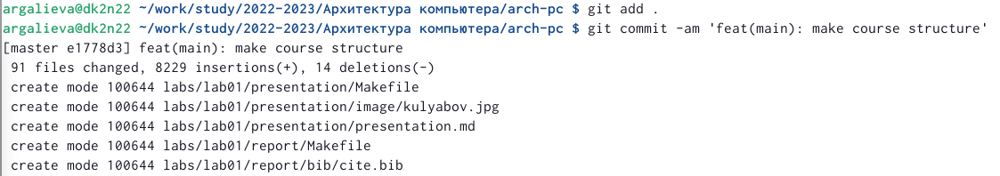 argalieva@dk2n22 ~/work/study/2022-2023/Архитектура компьютера/arch-pc $ git add .
argalieva@dk2n22 ~/work/study/2022-2023/Архитектура компьютера/arch-pc $ git commit -am 'feat(main): make course structure'
[master e1778d3] feat(main): make course structure
91 files changed, 8229 insertions(+), 14 deletions(-)
create mode 100644 labs/lab01/presentation/Makefile
create mode 100644 labs/lab01/presentation/image/kulyabov.jpg
create mode 100644 labs/lab01/presentation/presentation.md
create mode 100644 labs/lab01/report/Makefile
create mode 100644 labs/lab01/report/bib/cite.bib